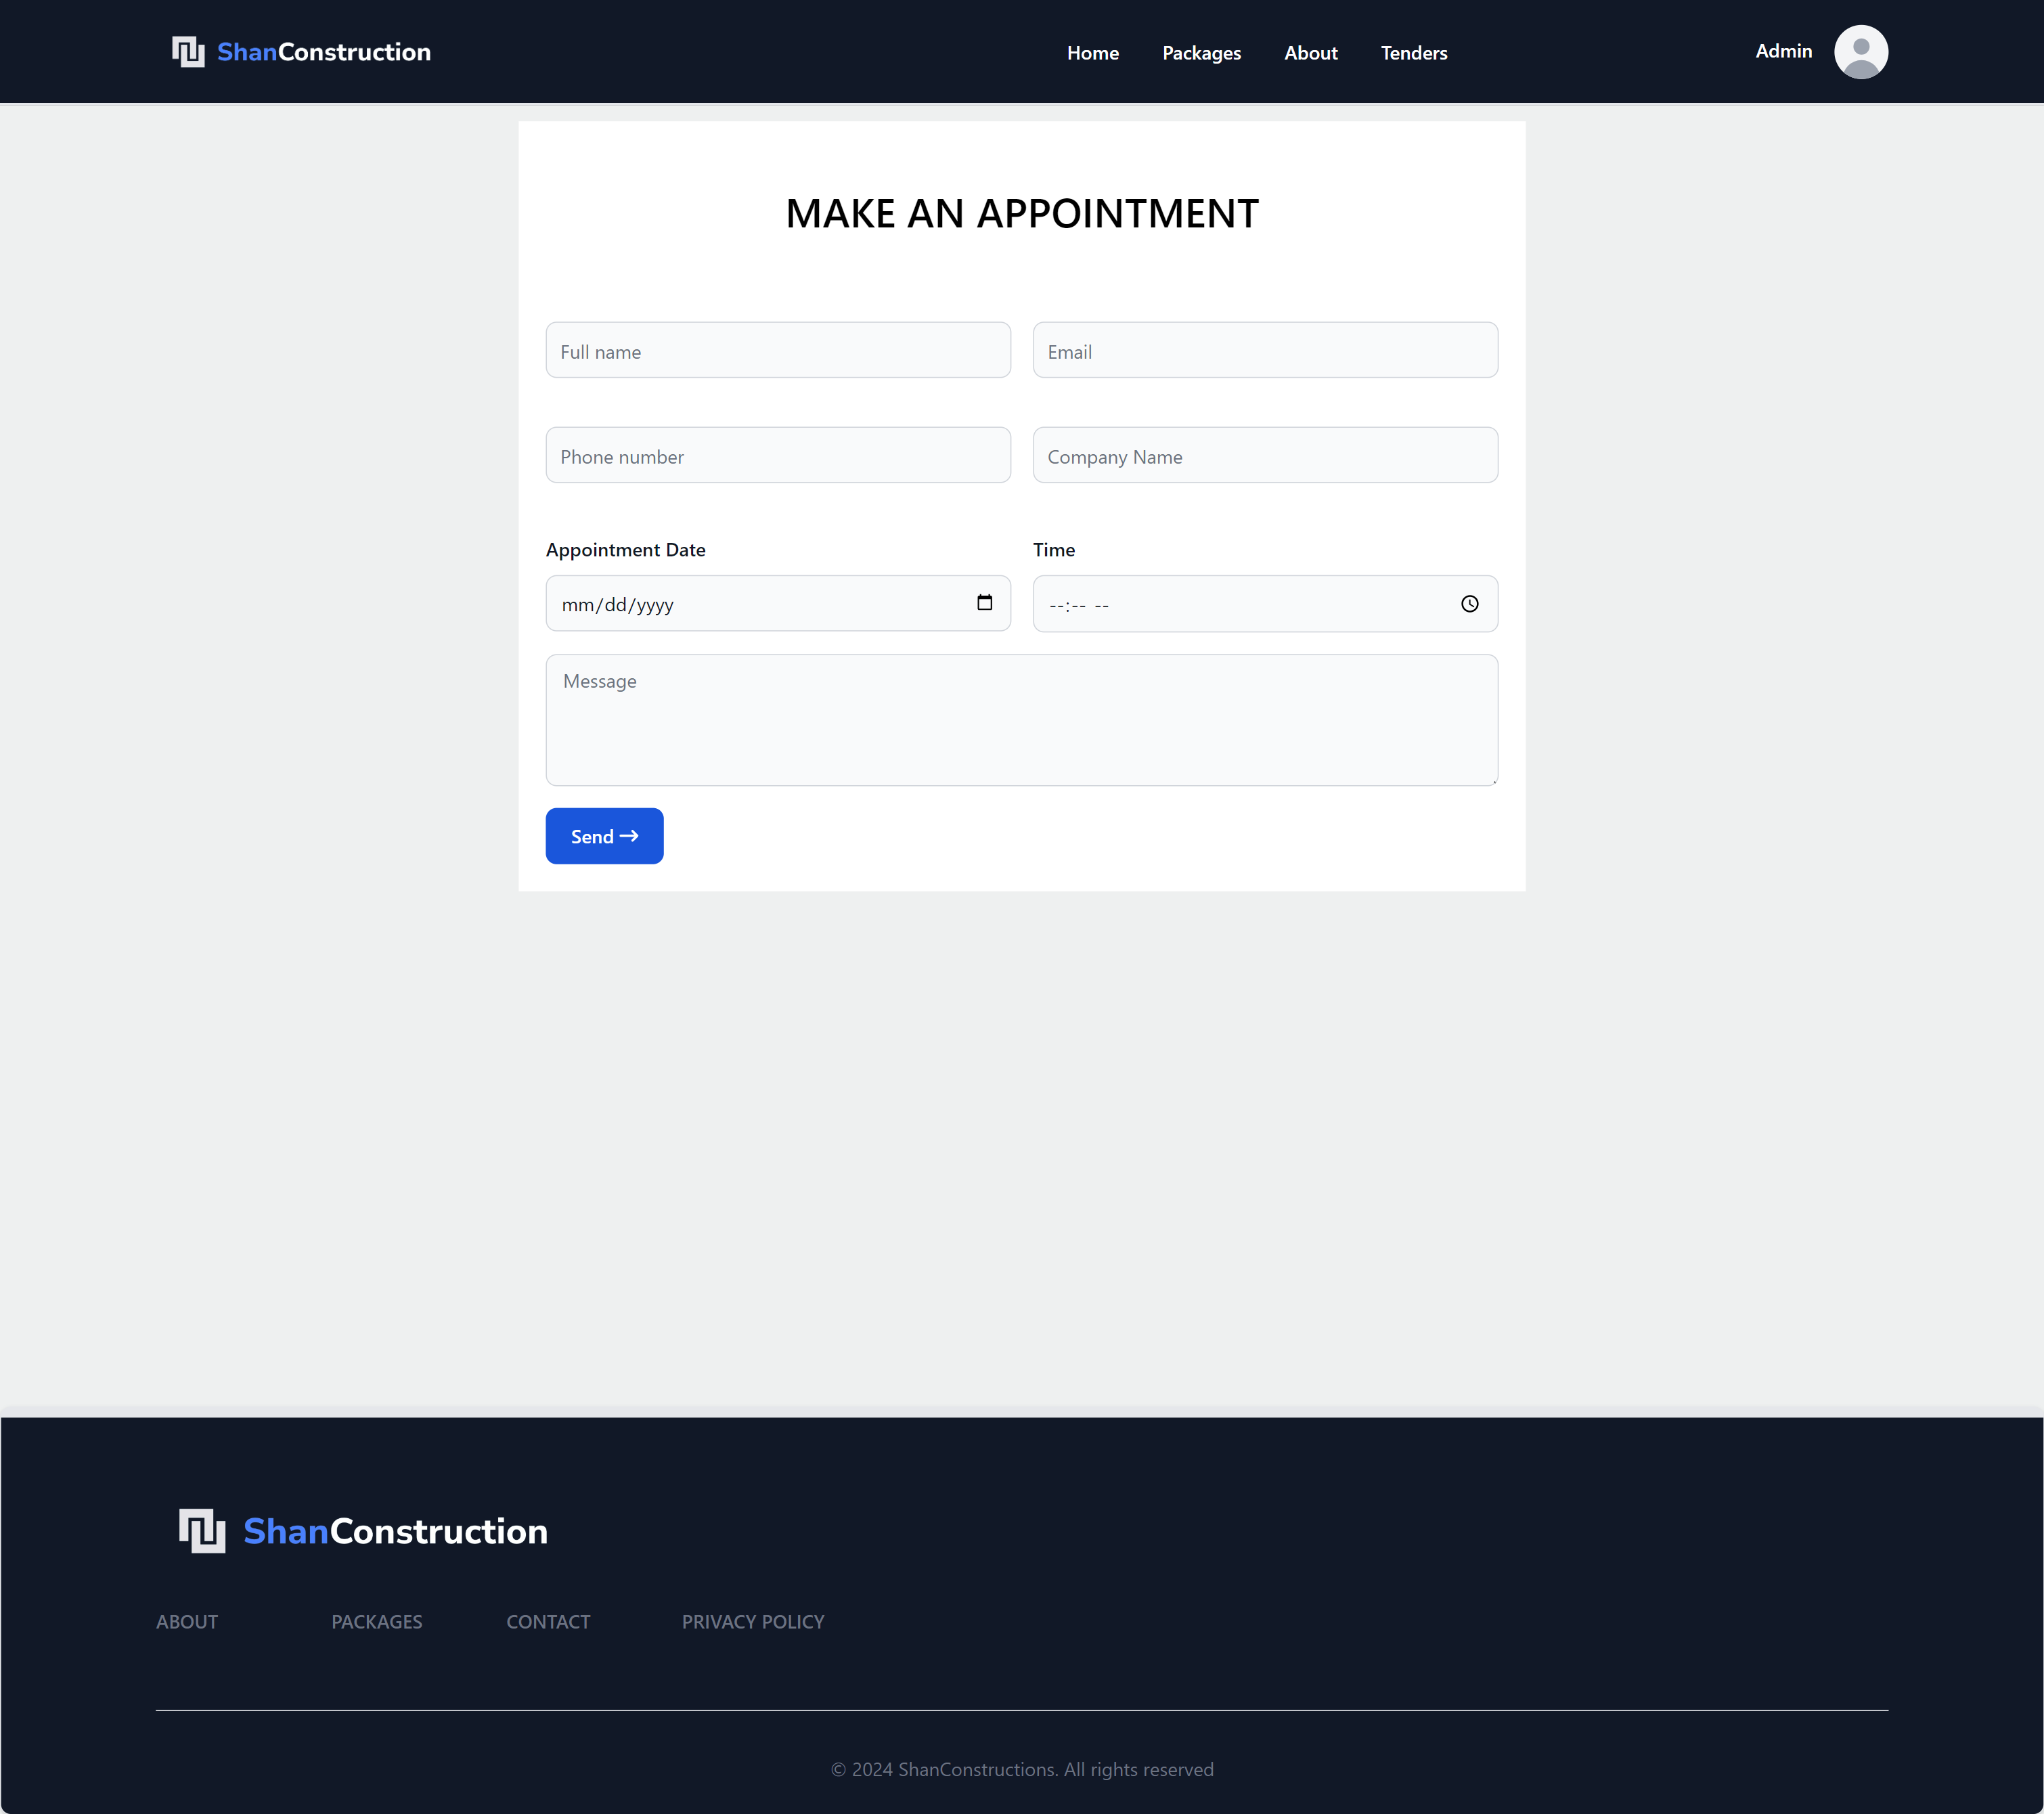 ShanConstruction Home Packages About Tenders Admin
MAKE AN APPOINTMENT
Full name Email
Phone number Company Name
Appointment Date Time
mm/dd/yyyy --:-- --
Message
Send →
ShanConstruction
ABOUT PACKAGES CONTACT PRIVACY POLICY
© 2024 ShanConstructions. All rights reserved